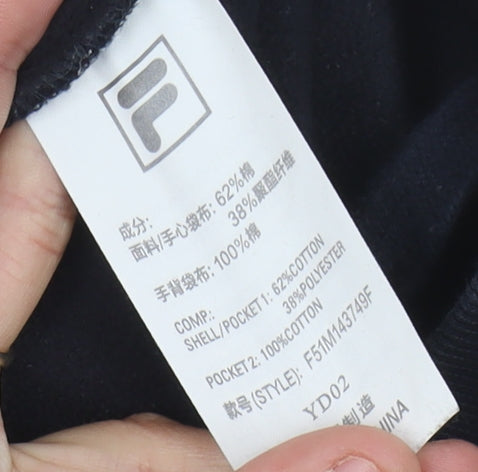 F
成分:
面料/手心袋布: 62%棉
38%聚酯纤维
手背袋布: 100%棉
COMP.:
SHELL/POCKET 1: 62%COTTON
38%POLYESTER
POCKET 2: 100%COTTON
款号(STYLE): F51M143749F
YD02
制造